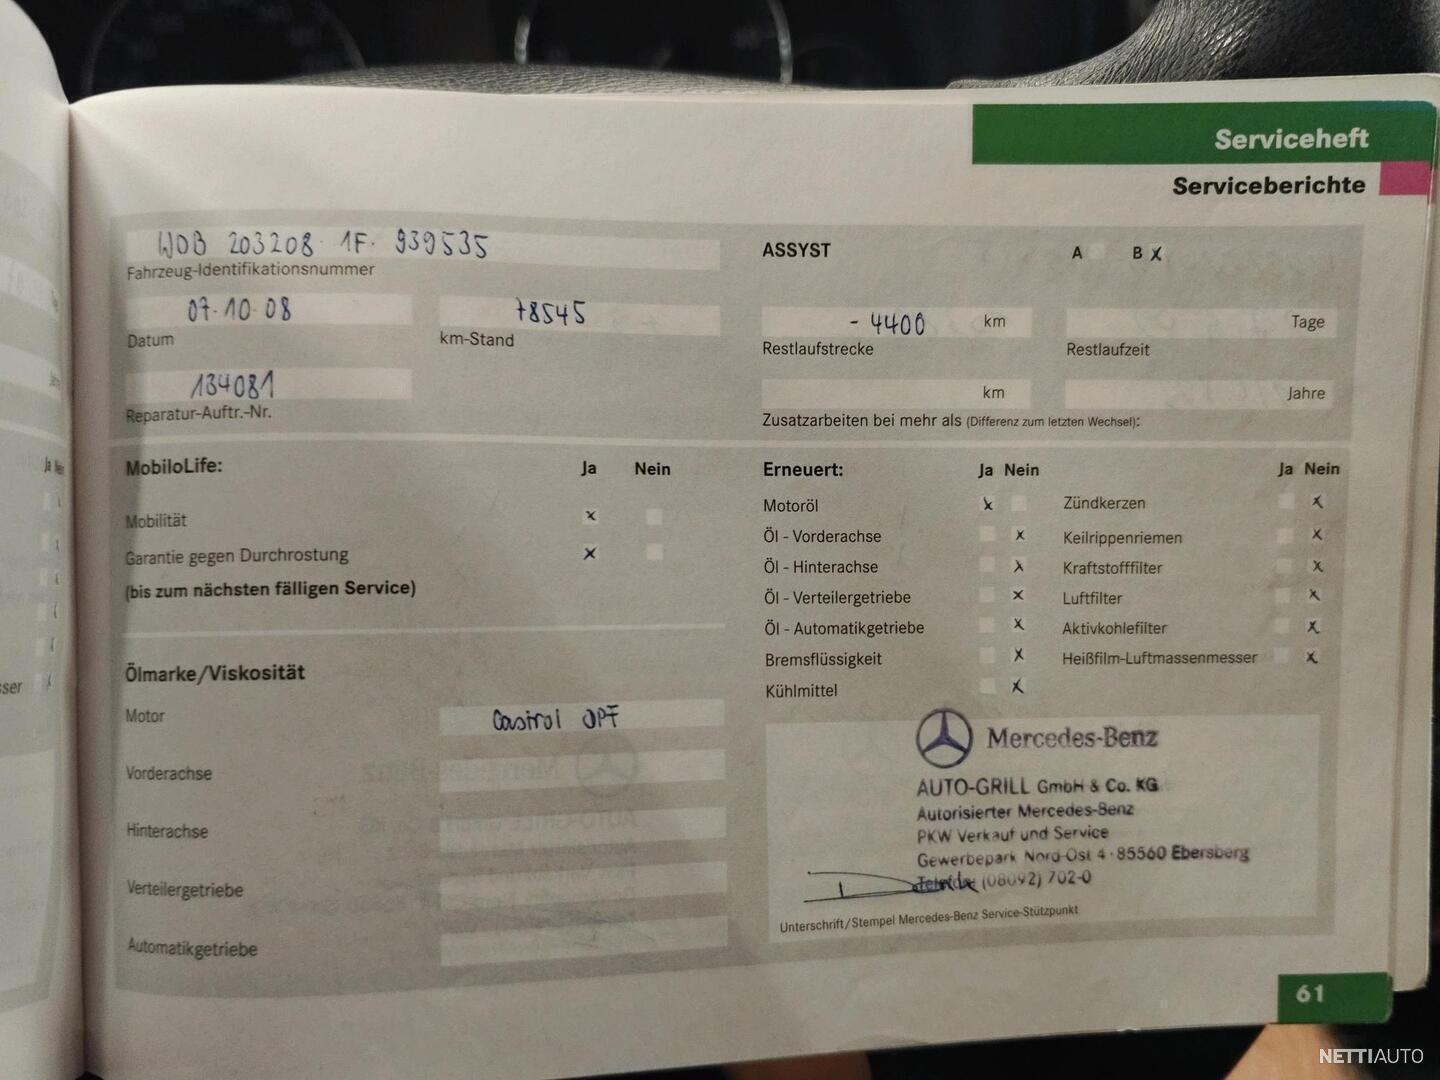 Serviceheft
Serviceberichte
WDB 203208 1F. 939535
Fahrzeug-Identifikationsnummer
07.10.08
Datum
78545
km-Stand
134081
Reparatur-Auftr.-Nr.
ASSYST A B x
- 4400 km
Restlaufstrecke
Tage
Restlaufzeit
km
Jahre
Zusatzarbeiten bei mehr als (Differenz zum letzten Wechsel):
MobiloLife: Ja Nein
Mobilität x
Garantie gegen Durchrostung x
(bis zum nächsten fälligen Service)
Ölmarke/Viskosität
Motor Castrol DPF
Vorderachse
Hinterachse
Verteilergetriebe
Automatikgetriebe
Erneuert: Ja Nein Ja Nein
Motoröl x Zündkerzen x
Öl - Vorderachse x Keilrippenriemen x
Öl - Hinterachse x Kraftstofffilter x
Öl - Verteilergetriebe x Luftfilter x
Öl - Automatikgetriebe x Aktivkohlefilter x
Bremsflüssigkeit x Heißfilm-Luftmassenmesser x
Kühlmittel x
Mercedes-Benz
AUTO-GRILL GmbH & Co. KG
Autorisierter Mercedes-Benz
PKW Verkauf und Service
Gewerbepark Nord-Ost 4 · 85560 Ebersberg
(08092) 702-0
Unterschrift/Stempel Mercedes-Benz Service-Stützpunkt
61
Ja Nein
sser
NETTIAUTO